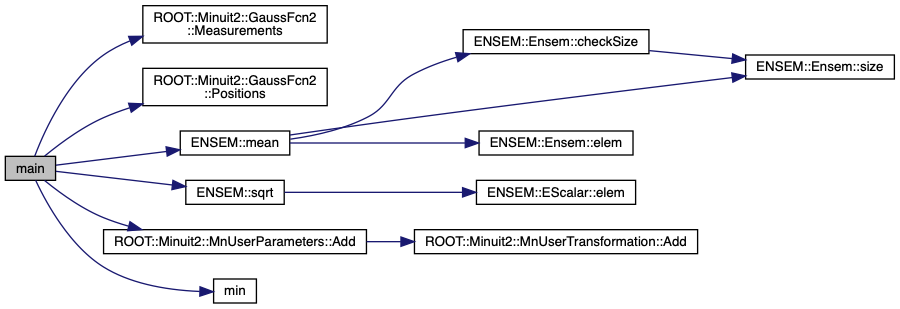 ROOT::Minuit2::GaussFcn2
::Measurements
ENSEM::Ensem::checkSize
ENSEM::Ensem::size
ROOT::Minuit2::GaussFcn2
::Positions
ENSEM::mean
ENSEM::Ensem::elem
main
ENSEM::sqrt
ENSEM::EScalar::elem
ROOT::Minuit2::MnUserParameters::Add
ROOT::Minuit2::MnUserTransformation::Add
min